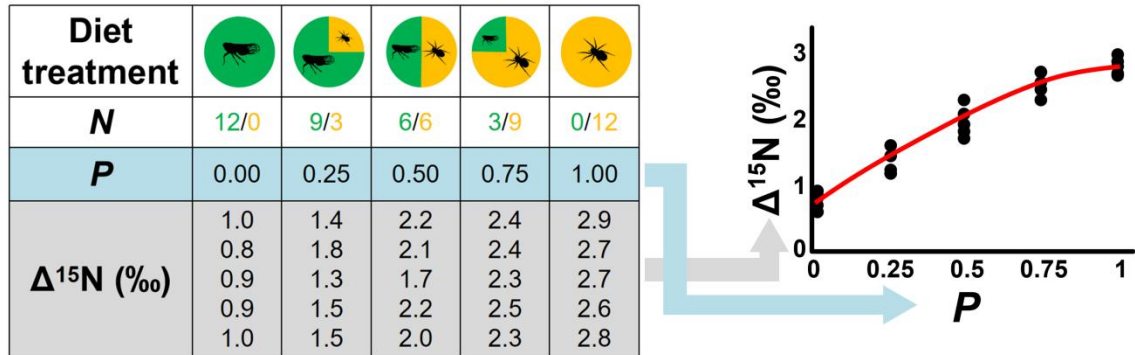 Diet treatment
N 12/0 9/3 6/6 3/9 0/12
P 0.00 0.25 0.50 0.75 1.00
Δ¹⁵N (‰)
1.0 1.4 2.2 2.4 2.9
0.8 1.8 2.1 2.4 2.7
0.9 1.3 1.7 2.3 2.7
0.9 1.5 2.2 2.5 2.6
1.0 1.5 2.0 2.3 2.8
Δ¹⁵N (‰)
3
2
1
0
0 0.25 0.5 0.75 1
P